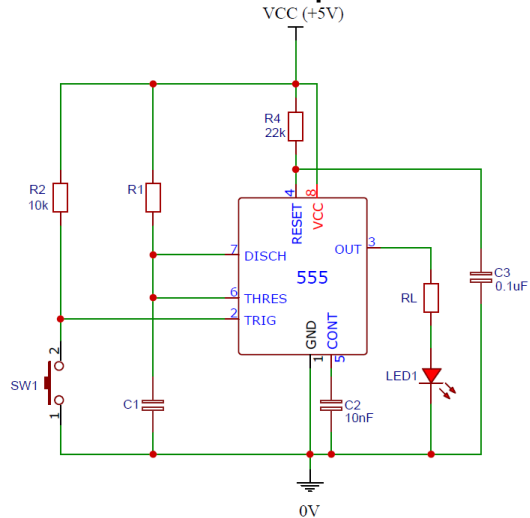 VCC (+5V)
R4
22k
R2
10k
R1
4
8
RESET
VCC
7
DISCH
OUT
3
555
6
THRES
2
TRIG
GND
CONT
1
5
C3
0.1uF
RL
LED1
2
SW1
1
C1
C2
10nF
0V